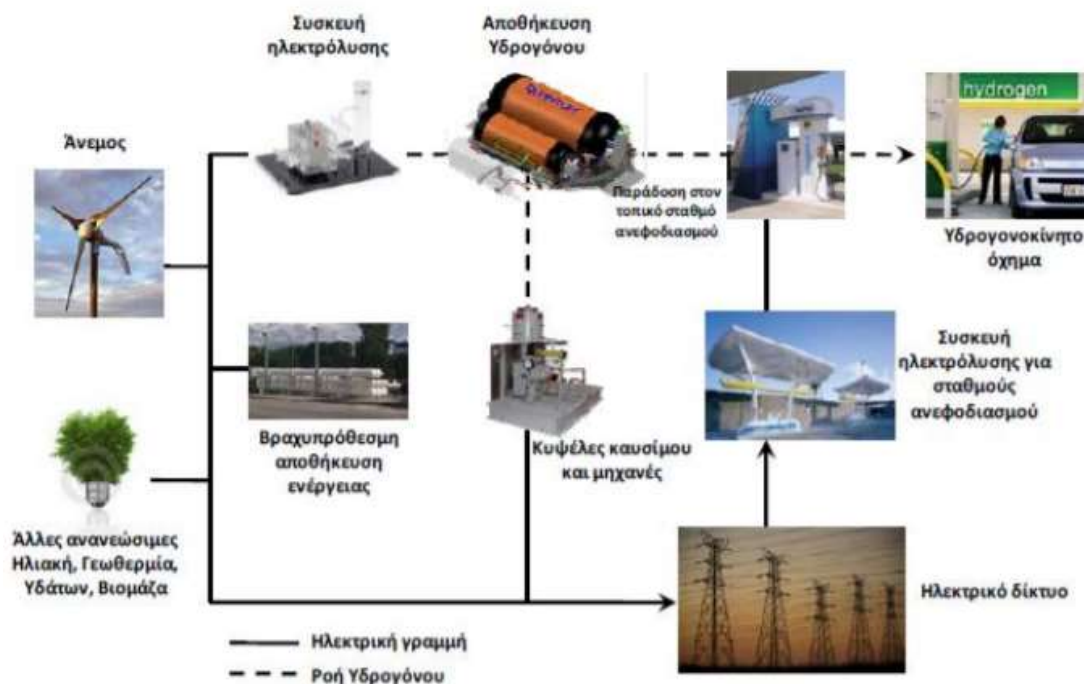 Συσκευή
ηλεκτρόλυσης
Αποθήκευση
Υδρογόνου
hydrogen
Άνεμος
Παράδοση στον
τοπικό σταθμό
ανεφοδιασμού
Υδρογονοκίνητο
όχημα
Βραχυπρόθεσμη
αποθήκευση
ενέργειας
Κυψέλες καυσίμου
και μηχανές
Συσκευή
ηλεκτρόλυσης για
σταθμούς
ανεφοδιασμού
Άλλες ανανεώσιμες
Ηλιακή, Γεωθερμία,
Υδάτων, Βιομάζα
Ηλεκτρικό δίκτυο
Ηλεκτρική γραμμή
Ροή Υδρογόνου